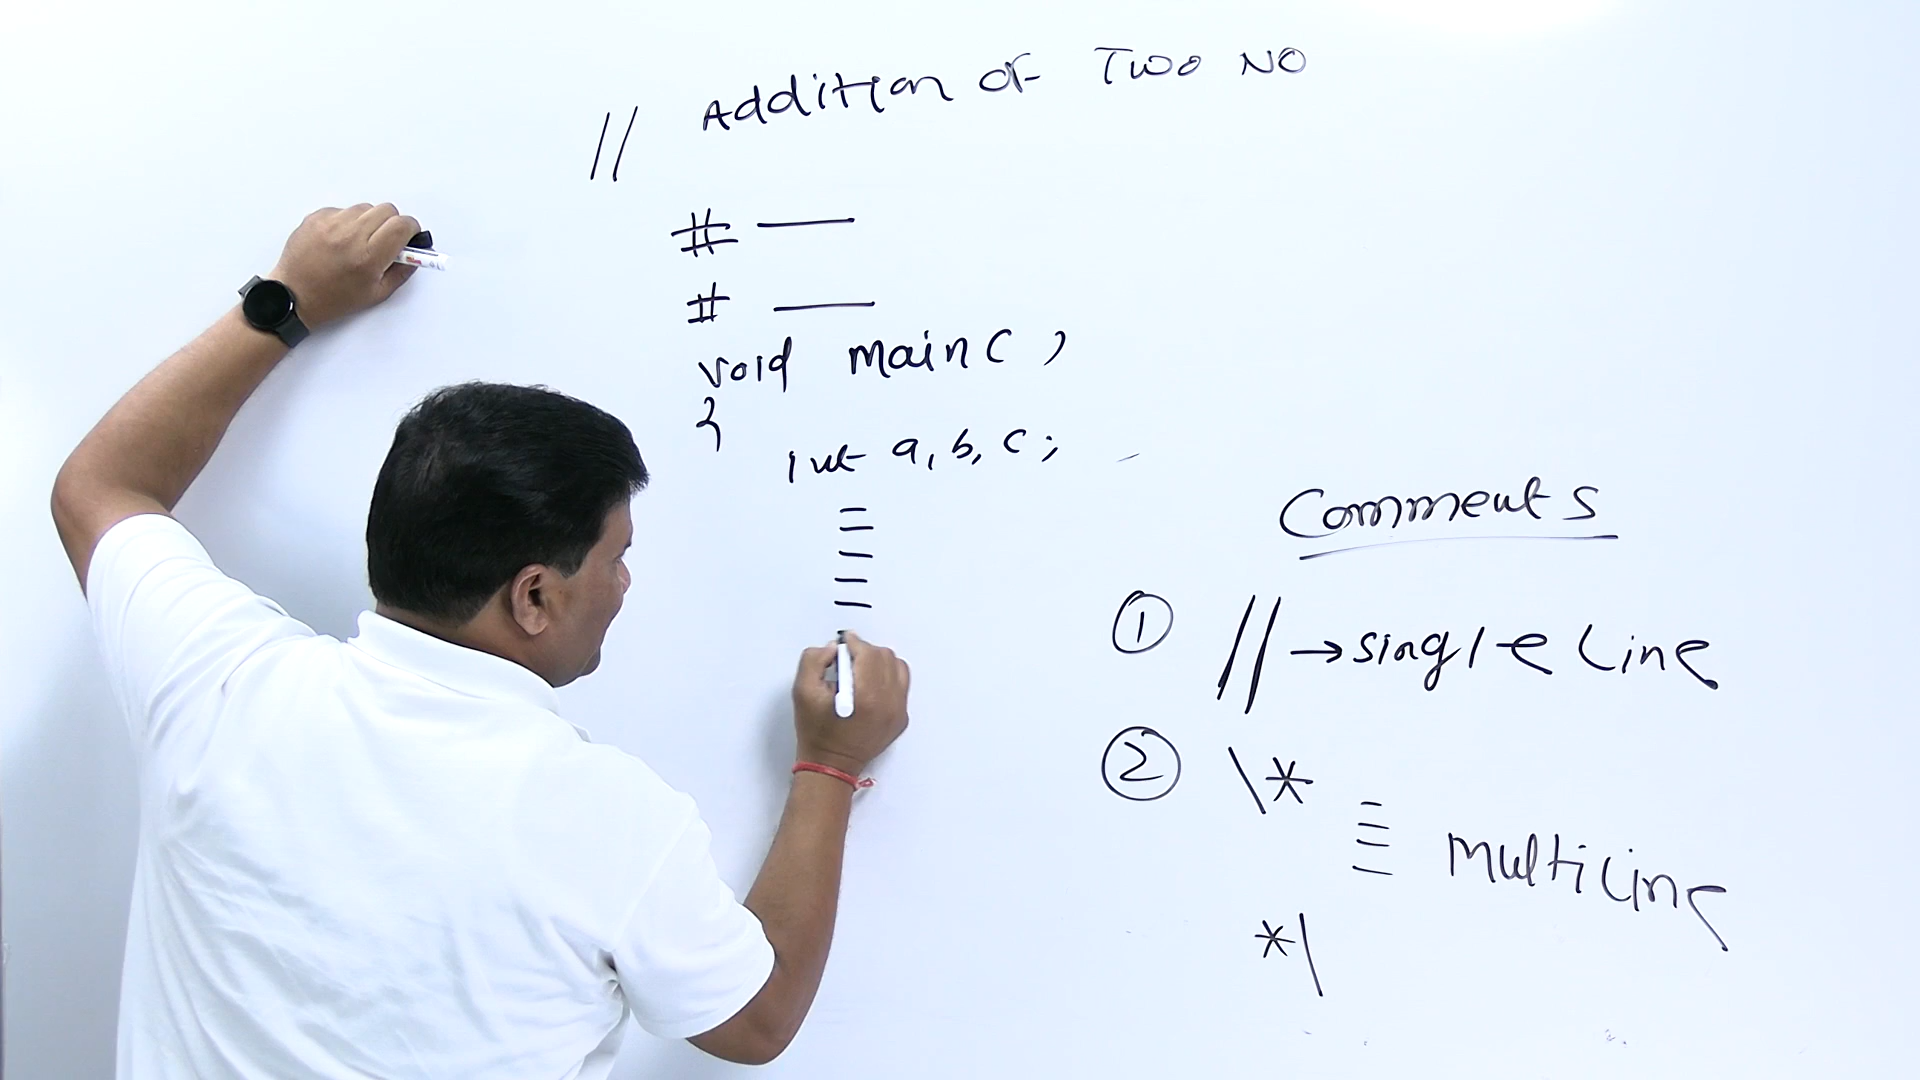 // Addition of Two NO
#
#
void main( )
{
int a, b, c;
Comments
① // → single Line
② \*
multiline
*\